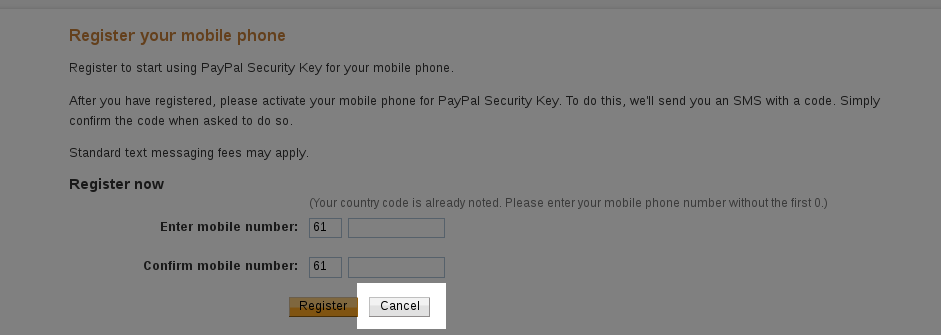 Register your mobile phone
Register to start using PayPal Security Key for your mobile phone.
After you have registered, please activate your mobile phone for PayPal Security Key. To do this, we'll send you an SMS with a code. Simply
confirm the code when asked to do so.
Standard text messaging fees may apply.
Register now
(Your country code is already noted. Please enter your mobile phone number without the first 0.)
Enter mobile number: 61
Confirm mobile number: 61
Register Cancel